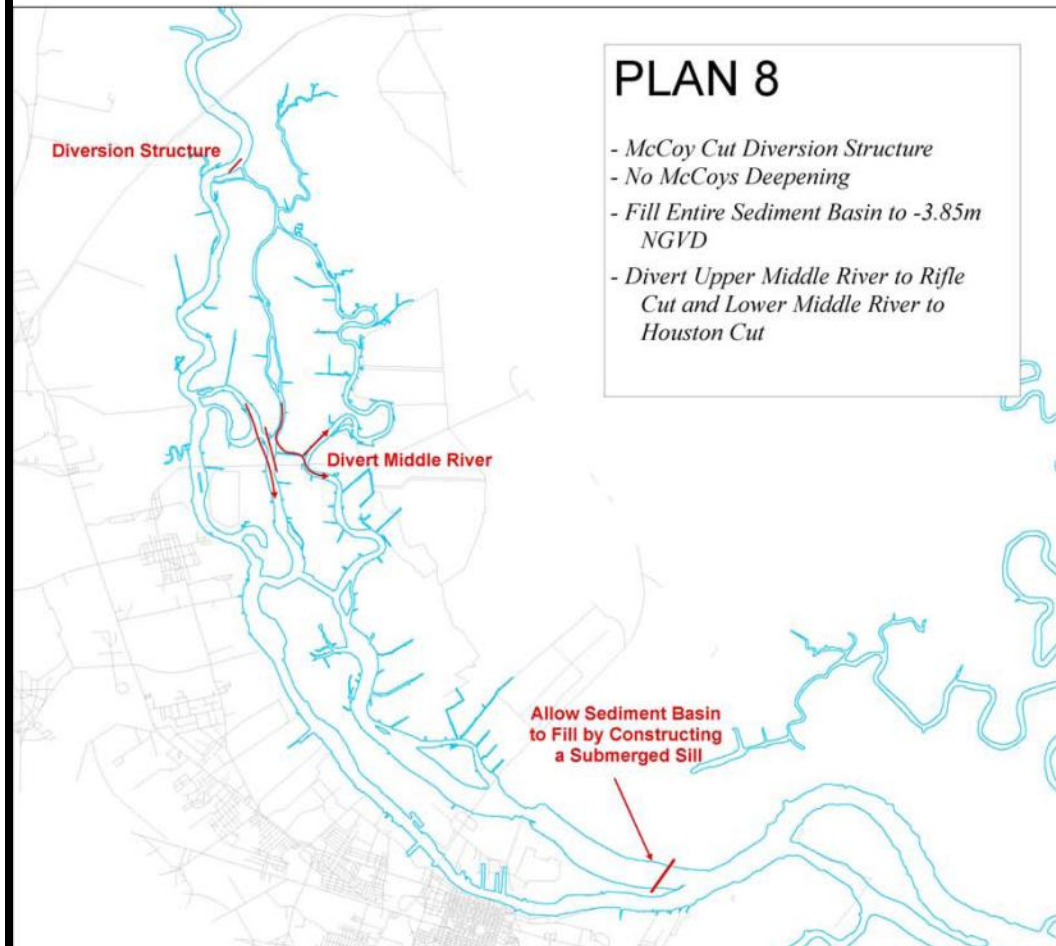 PLAN 8
- McCoy Cut Diversion Structure
- No McCoys Deepening
- Fill Entire Sediment Basin to -3.85m
NGVD
- Divert Upper Middle River to Rifle
Cut and Lower Middle River to
Houston Cut
Diversion Structure
Divert Middle River
Allow Sediment Basin
to Fill by Constructing
a Submerged Sill